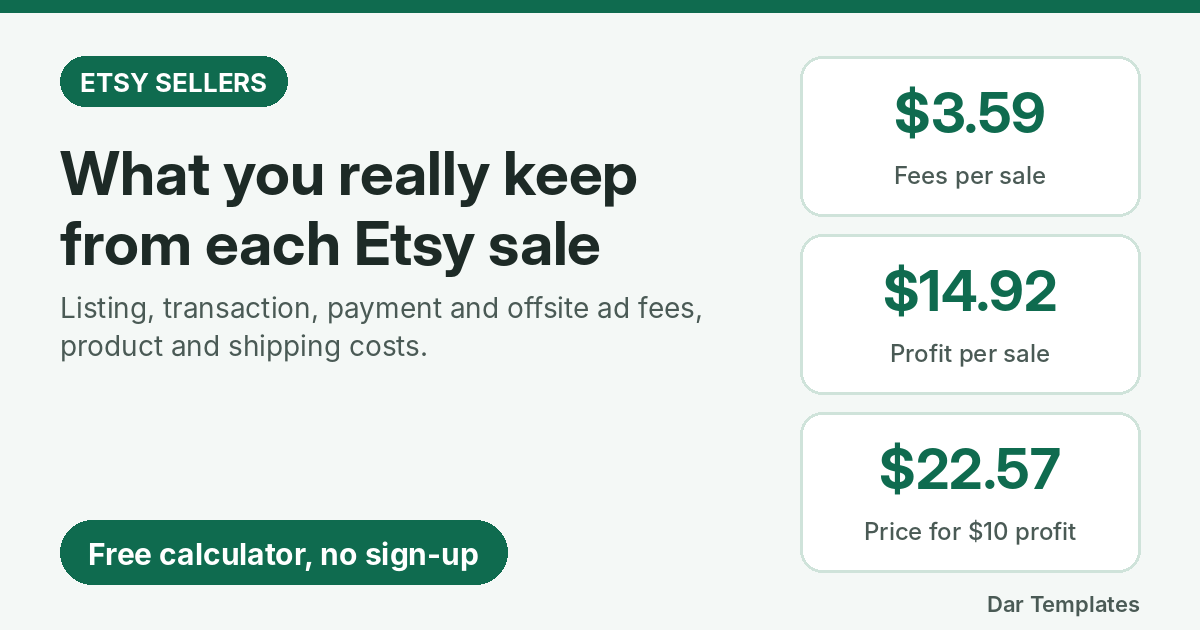 ETSY SELLERS
What you really keep
from each Etsy sale
Listing, transaction, payment and offsite ad fees,
product and shipping costs.
Free calculator, no sign-up
$3.59
Fees per sale
$14.92
Profit per sale
$22.57
Price for $10 profit
Dar Templates